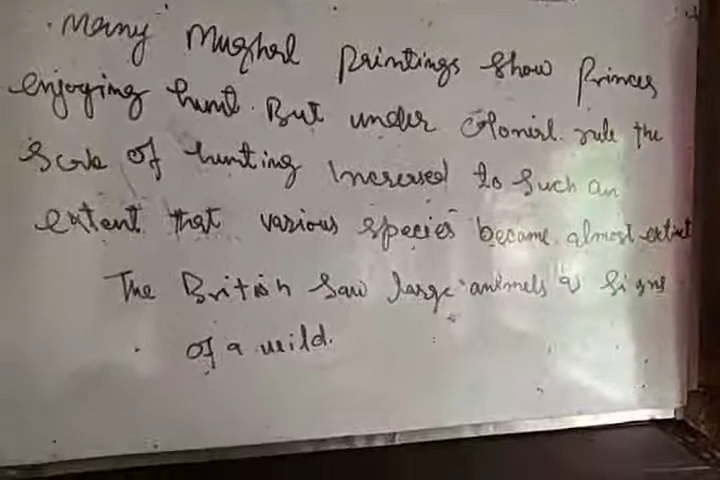 Many Mughal Paintings show Princes
enjoying hunt. But under colonial rule the
Scale of hunting Increased to such an
extent that various species became almost extinct
The British saw large animals as signs
of a wild.